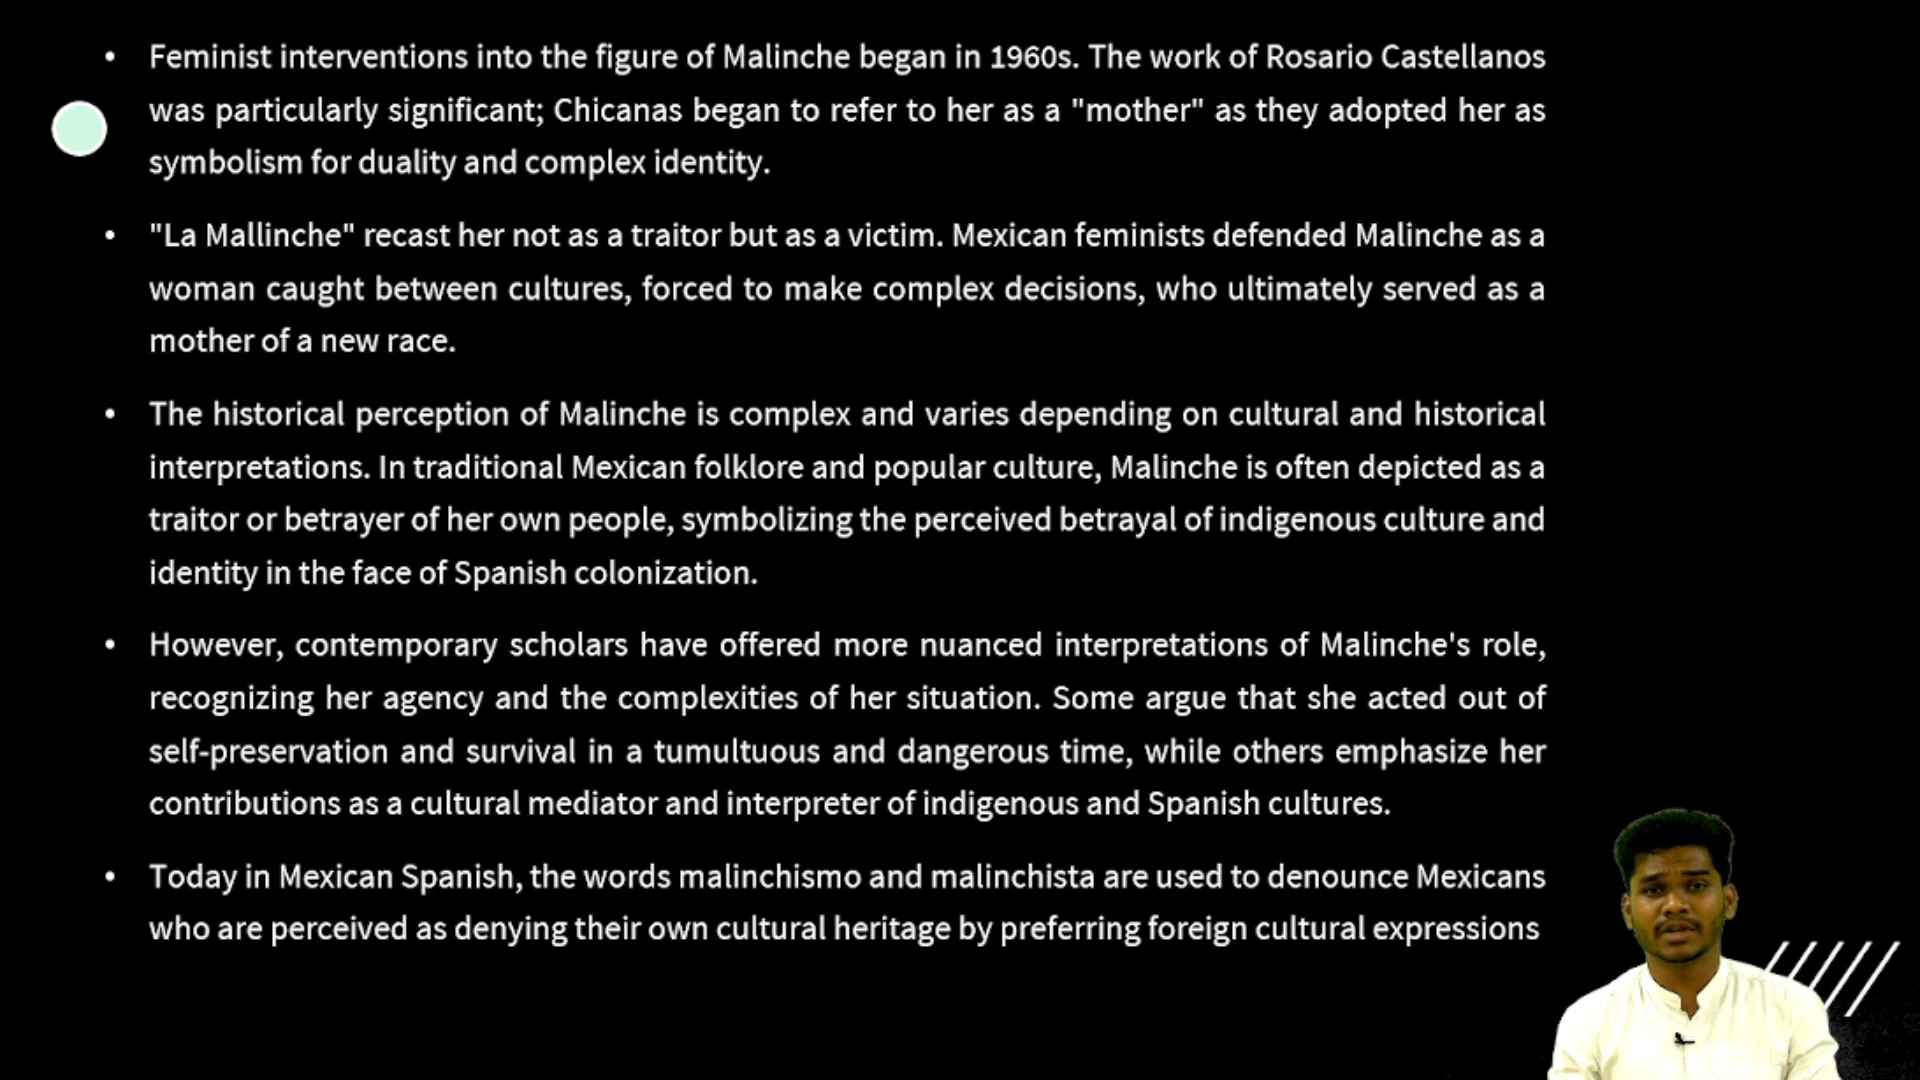 • Feminist interventions into the figure of Malinche began in 1960s. The work of Rosario Castellanos
was particularly significant; Chicanas began to refer to her as a "mother" as they adopted her as
symbolism for duality and complex identity.
• "La Mallinche" recast her not as a traitor but as a victim. Mexican feminists defended Malinche as a
woman caught between cultures, forced to make complex decisions, who ultimately served as a
mother of a new race.
• The historical perception of Malinche is complex and varies depending on cultural and historical
interpretations. In traditional Mexican folklore and popular culture, Malinche is often depicted as a
traitor or betrayer of her own people, symbolizing the perceived betrayal of indigenous culture and
identity in the face of Spanish colonization.
• However, contemporary scholars have offered more nuanced interpretations of Malinche's role,
recognizing her agency and the complexities of her situation. Some argue that she acted out of
self-preservation and survival in a tumultuous and dangerous time, while others emphasize her
contributions as a cultural mediator and interpreter of indigenous and Spanish cultures.
• Today in Mexican Spanish, the words malinchismo and malinchista are used to denounce Mexicans
who are perceived as denying their own cultural heritage by preferring foreign cultural expressions